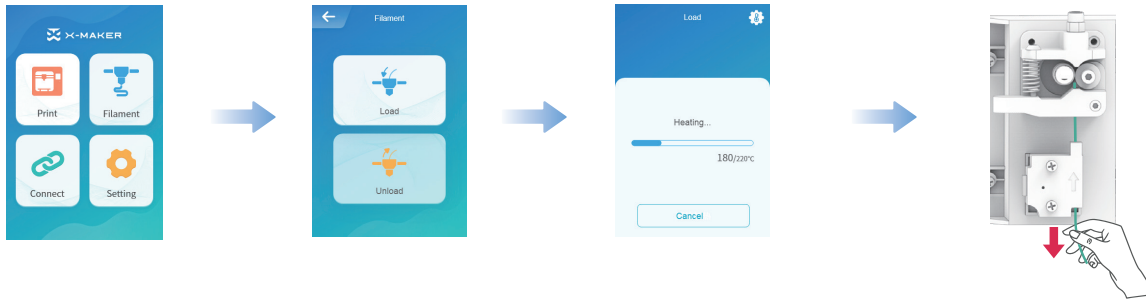 X-MAKER
Print
Filament
Connect
Setting
Filament
Load
Unload
Load
Heating...
180/220℃
Cancel